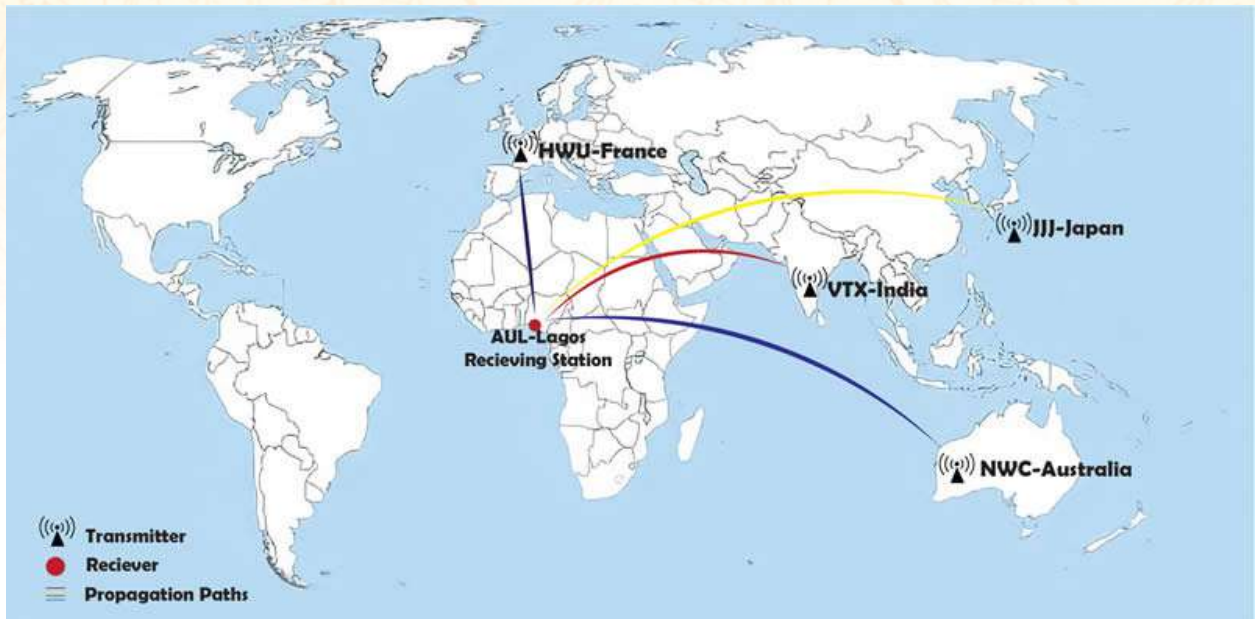 HWU-France
JJJ-Japan
VTX-India
AUL-Lagos
Recieving Station
NWC-Australia
Transmitter
Reciever
Propagation Paths